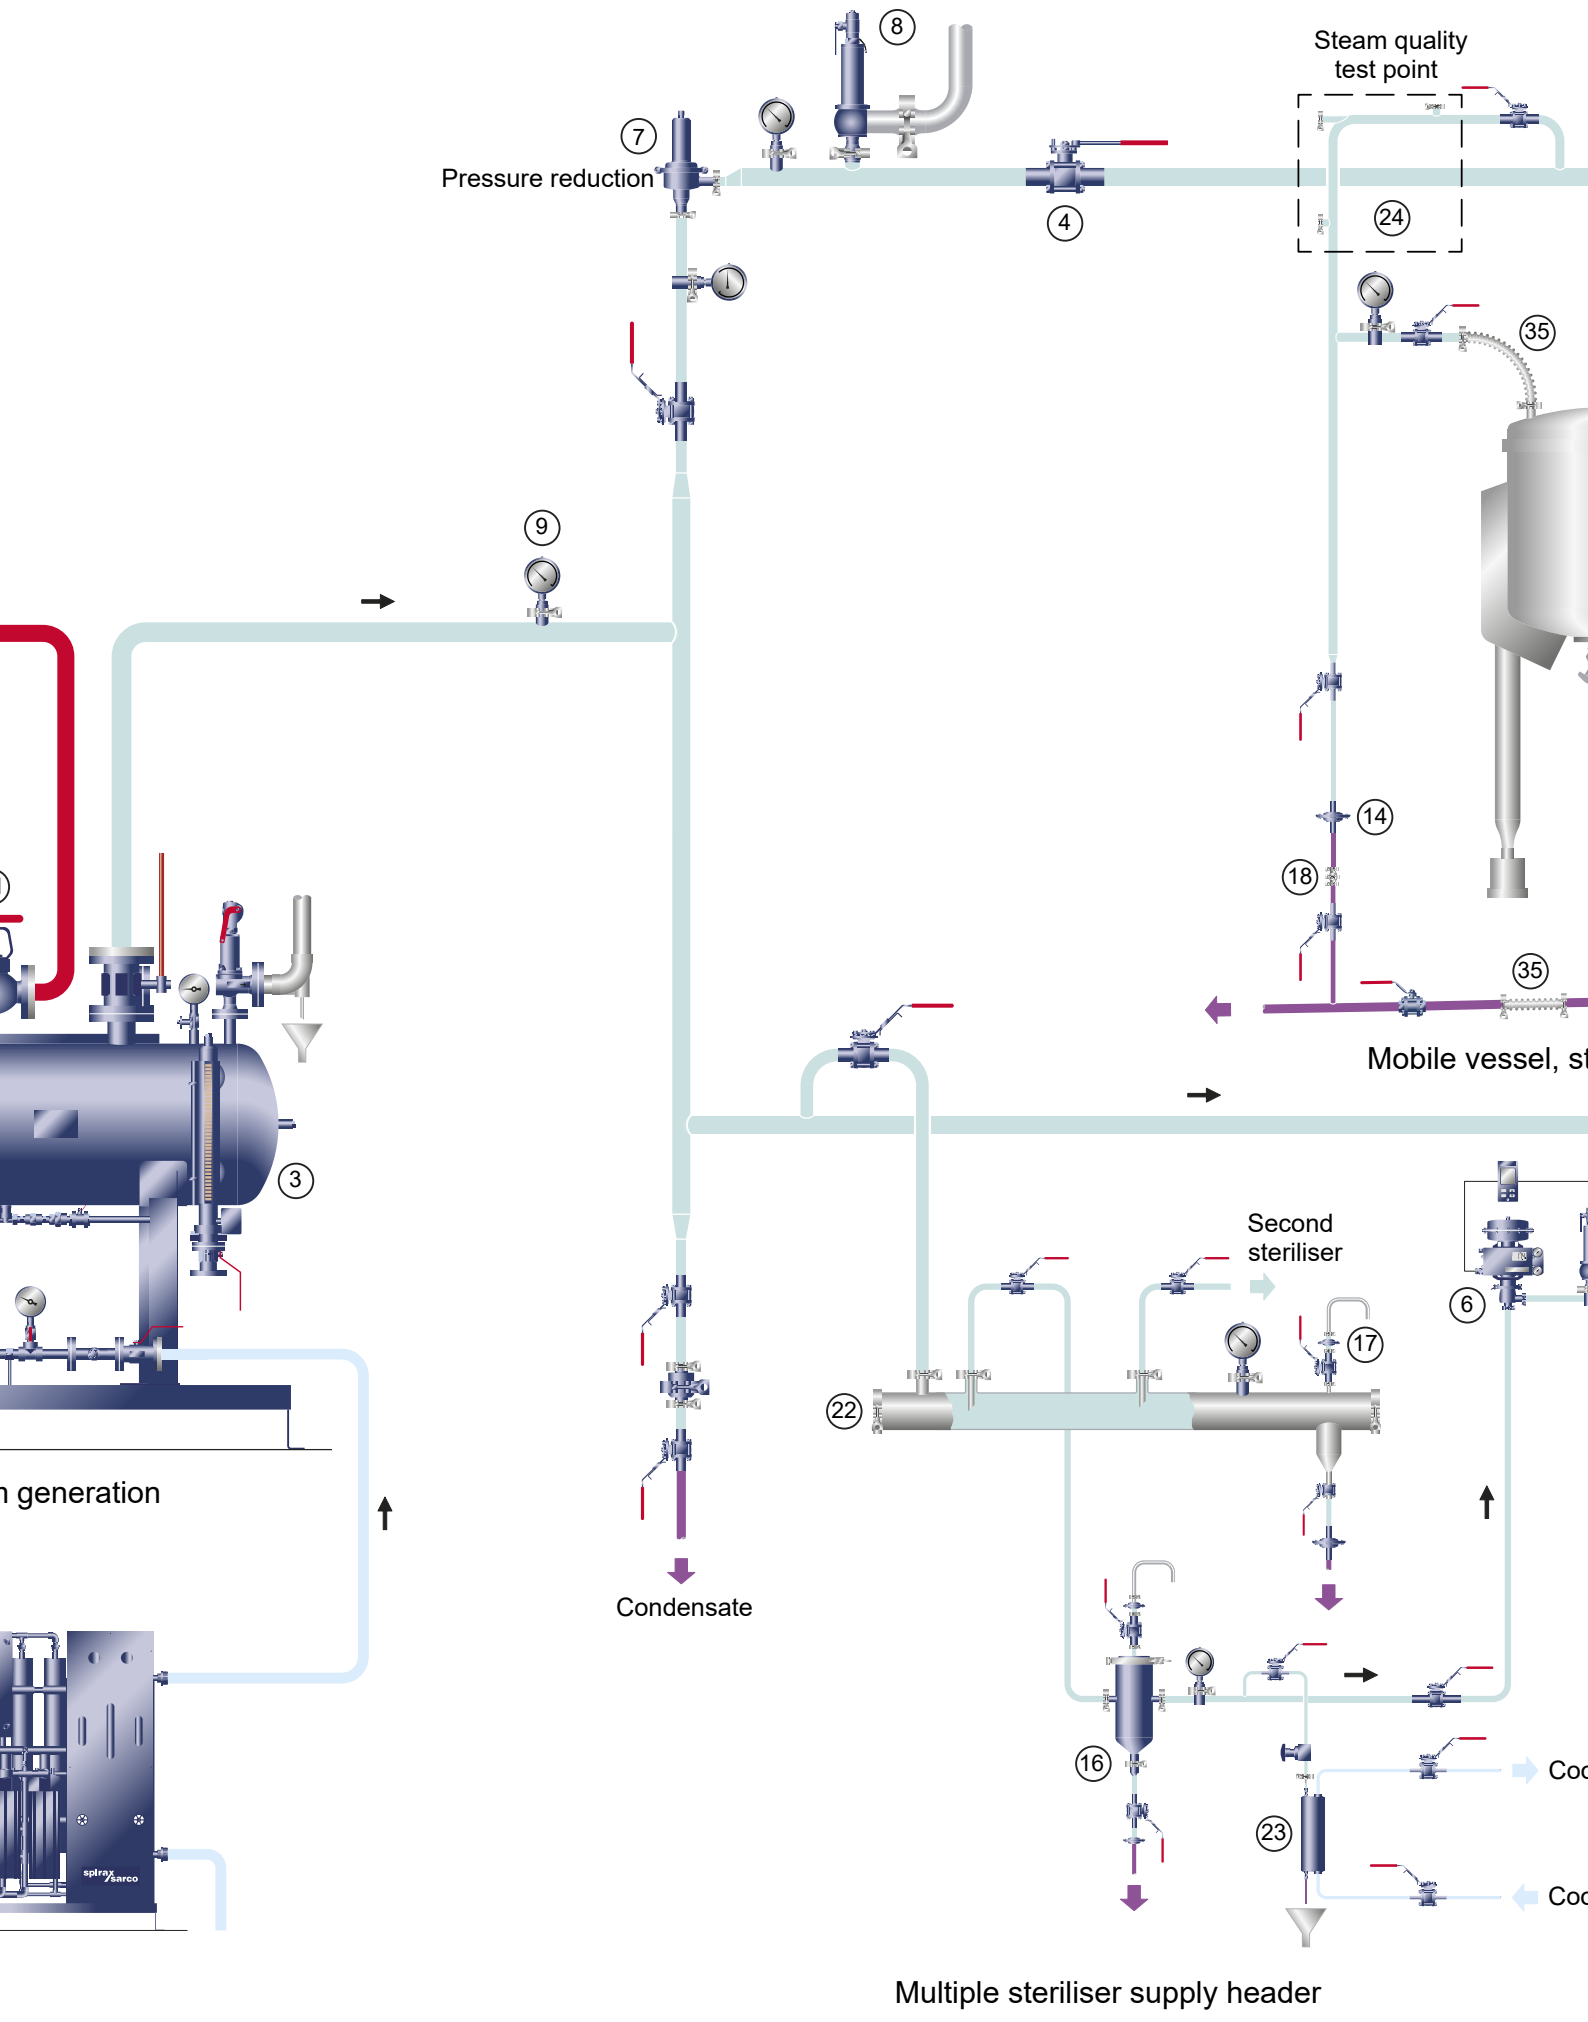 8
Steam quality
test point
7
Pressure reduction
4
24
35
9
14
18
35
Mobile vessel, st
3
Second
steriliser
6
17
22
n generation
Condensate
16
23
Coo
Coo
spirax
sarco
Multiple steriliser supply header